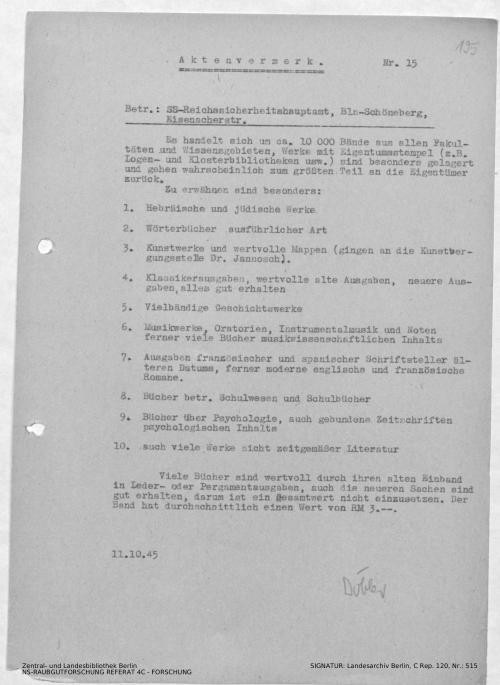 195
Aktenvermerk.
Nr. 15
Betr.: SS-Reichssicherheitshauptamt, Bln-Schöneberg,
Eisenacherstr.
Es handelt sich um ca. 10 000 Bände aus allen Fakul-
täten und Wissensgebieten, Werke mit Eigentumsstempel (z.B.
Logen- und Klosterbibliotheken usw.) sind besonders gelagert
und gehen wahrscheinlich zum größten Teil an die Eigentümer
zurück.
Zu erwähnen sind besonders:
1. Hebräische und jüdische Werke
2. Wörterbücher ausführlicher Art
3. Kunstwerke und wertvolle Mappen (gingen an die Kunstber-
gungsstelle Dr. Jannosch).
4. Klassikerausgaben, wertvolle alte Ausgaben, neuere Aus-
gaben, alles gut erhalten
5. Vielbändige Geschichtswerke
6. Musikwerke, Oratorien, Instrumentalmusik und Noten
ferner viele Bücher musikwissenschaftlichen Inhalts
7. Ausgaben französischer und spanischer Schriftsteller äl-
teren Datums, ferner moderne englische und französische
Romane.
8. Bücher betr. Schulwesen und Schulbücher
9. Bücher über Psychologie, auch gebundene Zeitschriften
psychologischen Inhalts
10. auch viele Werke nicht zeitgemäßer Literatur
Viele Bücher sind wertvoll durch ihren alten Einband
in Leder- oder Pergamentausgaben, auch die neueren Sachen sind
gut erhalten, darum ist ein Gesamtwert nicht einzusetzen. Der
Band hat durchschnittlich einen Wert von RM 3.--.
11.10.45
Zentral- und Landesbibliothek Berlin
NS-RAUBGUTFORSCHUNG REFERAT 4C - FORSCHUNG
SIGNATUR: Landesarchiv Berlin, C Rep. 120, Nr.: 515